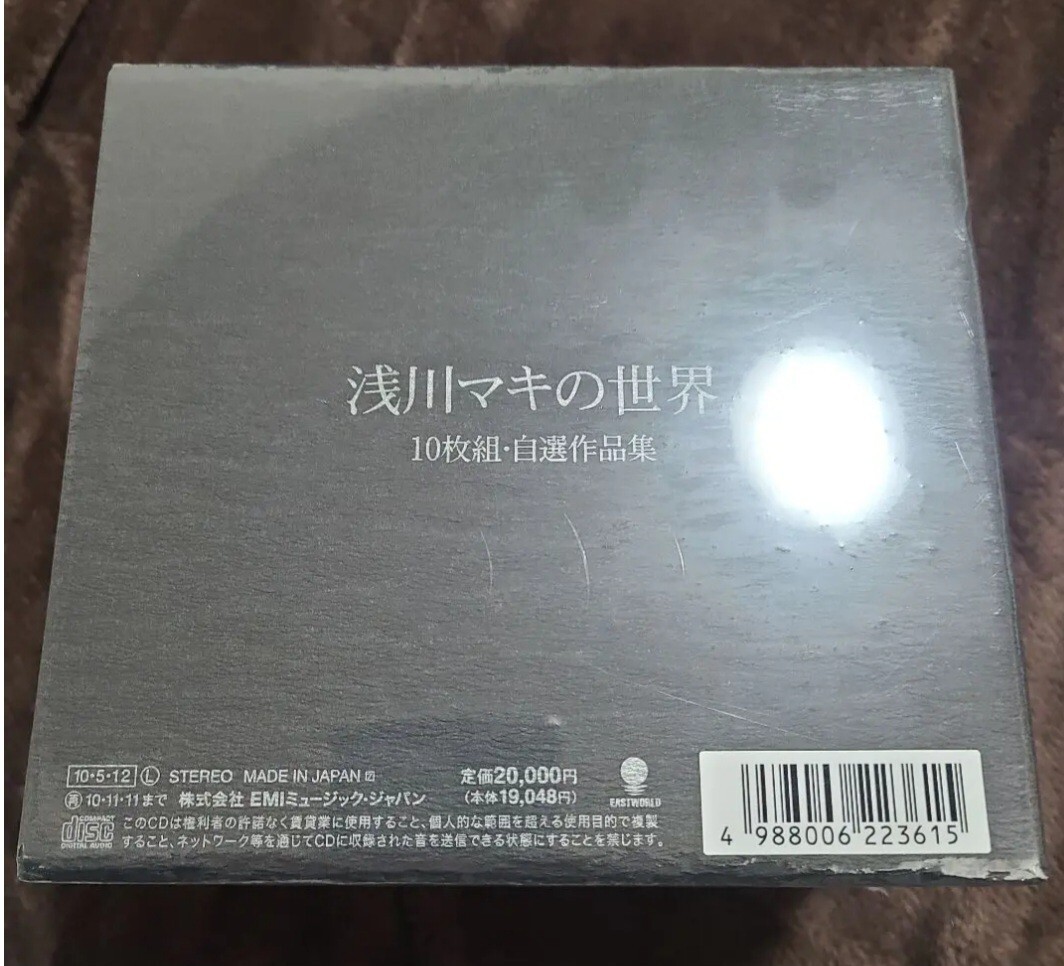 浅川マキの世界
10枚組・自選作品集
10・5・12 Ⓛ STEREO MADE IN JAPAN
㊢ 10・11・11まで 株式会社 EMIミュージック・ジャパン
定価20,000円
(本体19,048円)
EASTWORLD
COMPACT disc DIGITAL AUDIO
このCDは権利者の許諾なく賃貸業に使用すること、個人的な範囲を超える使用目的で複製
すること、ネットワーク等を通じてCDに収録された音を送信できる状態にすることを禁じます。
4 988006 223615